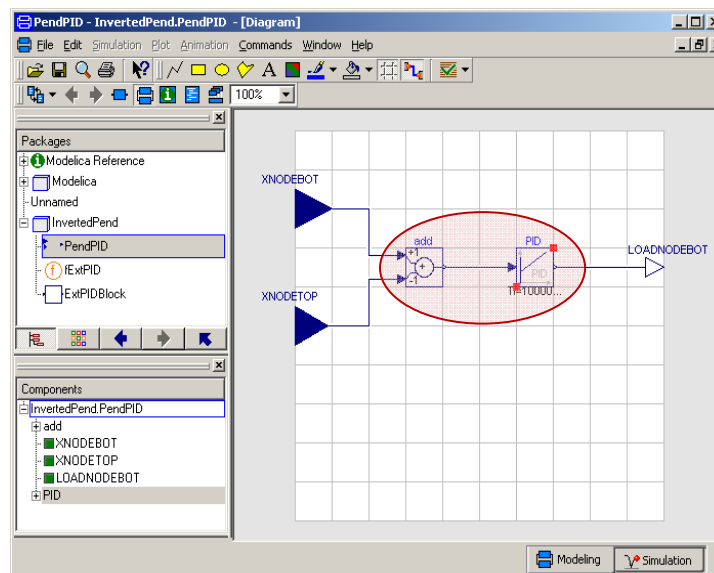 PendPID - InvertedPend.PendPID - [Diagram]
File Edit Simulation Plot Animation Commands Window Help
A
100%
Packages
Modelica Reference
Modelica
Unnamed
InvertedPend
PendPID
f fExtPID
ExtPIDBlock
Components
InvertedPend.PendPID
add
XNODEBOT
XNODETOP
LOADNODEBOT
PID
XNODEBOT
add
+1
+
-1
PID
PID
Ti=10000...
LOADNODEBOT
XNODETOP
Modeling Simulation